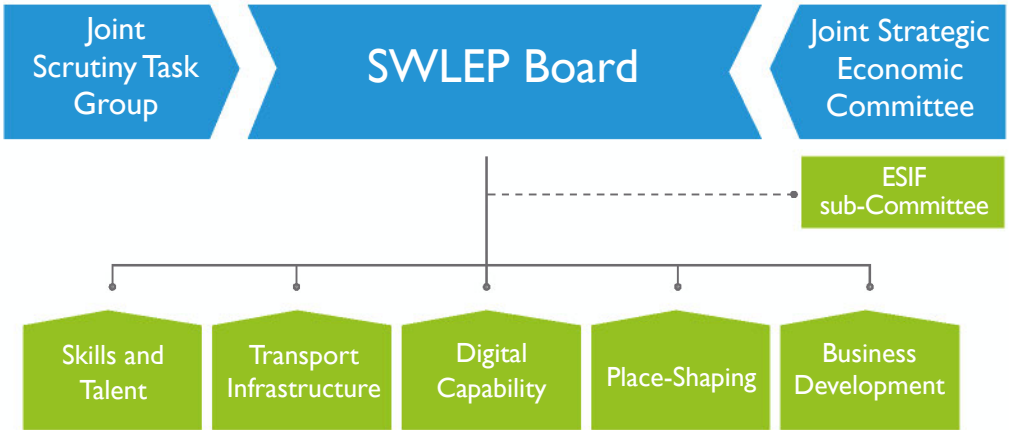 Joint
Scrutiny Task
Group
SWLEP Board
Joint Strategic
Economic
Committee
ESIF
sub-Committee
Skills and
Talent
Transport
Infrastructure
Digital
Capability
Place-Shaping
Business
Development